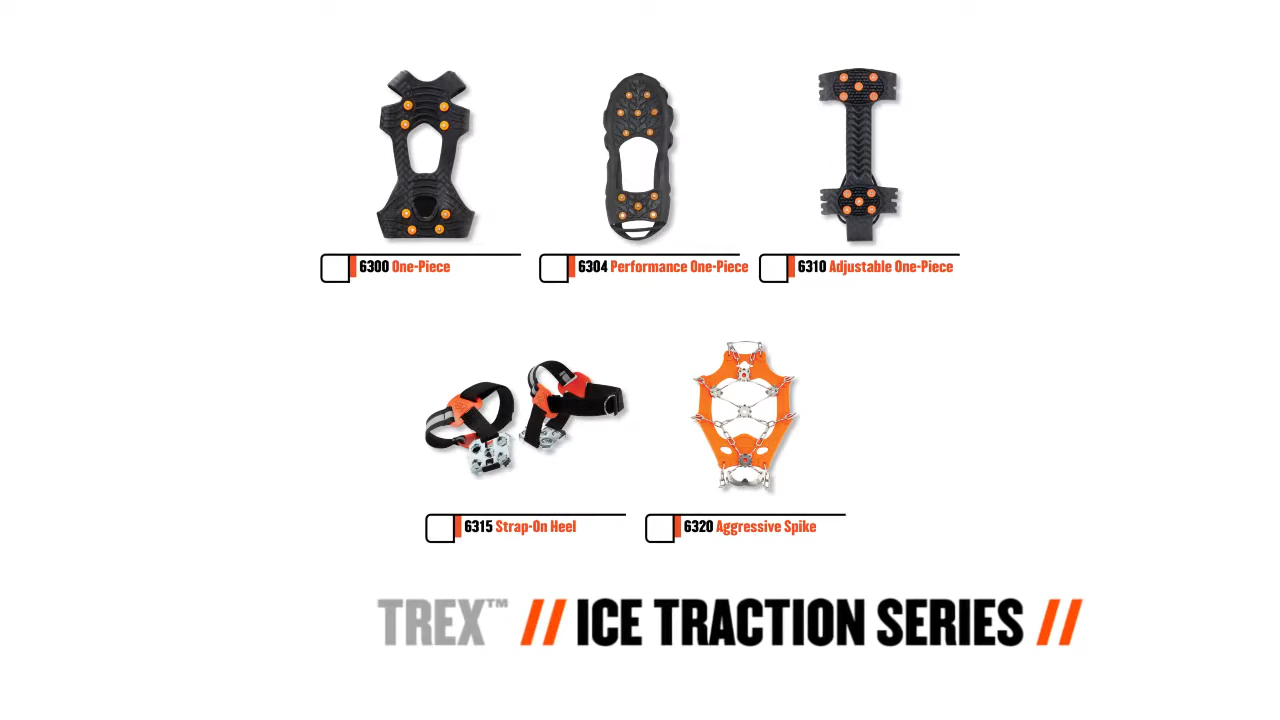 6300 One-Piece
6304 Performance One-Piece
6310 Adjustable One-Piece
6315 Strap-On Heel
6320 Aggressive Spike
TREX™ // ICE TRACTION SERIES //